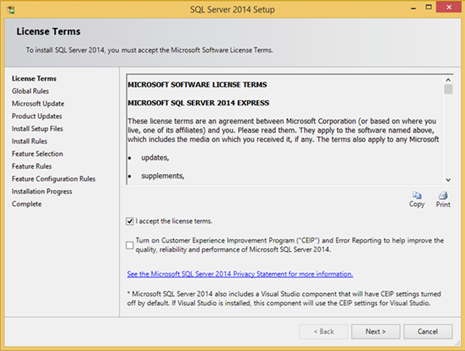 SQL Server 2014 Setup
License Terms
To install SQL Server 2014, you must accept the Microsoft Software License Terms.
License Terms
Global Rules
Microsoft Update
Product Updates
Install Setup Files
Install Rules
Feature Selection
Feature Rules
Feature Configuration Rules
Installation Progress
Complete
MICROSOFT SOFTWARE LICENSE TERMS
MICROSOFT SQL SERVER 2014 EXPRESS
These license terms are an agreement between Microsoft Corporation (or based on where you
live, one of its affiliates) and you. Please read them. They apply to the software named above,
which includes the media on which you received it, if any. The terms also apply to any Microsoft
• updates,
• supplements,
Copy Print
I accept the license terms.
Turn on Customer Experience Improvement Program ("CEIP") and Error Reporting to help improve the
quality, reliability and performance of Microsoft SQL Server 2014.
See the Microsoft SQL Server 2014 Privacy Statement for more information.
* Microsoft SQL Server 2014 also includes a Visual Studio component that will have CEIP settings turned
off by default. If Visual Studio is installed, this component will use the CEIP settings for Visual Studio.
< Back Next > Cancel